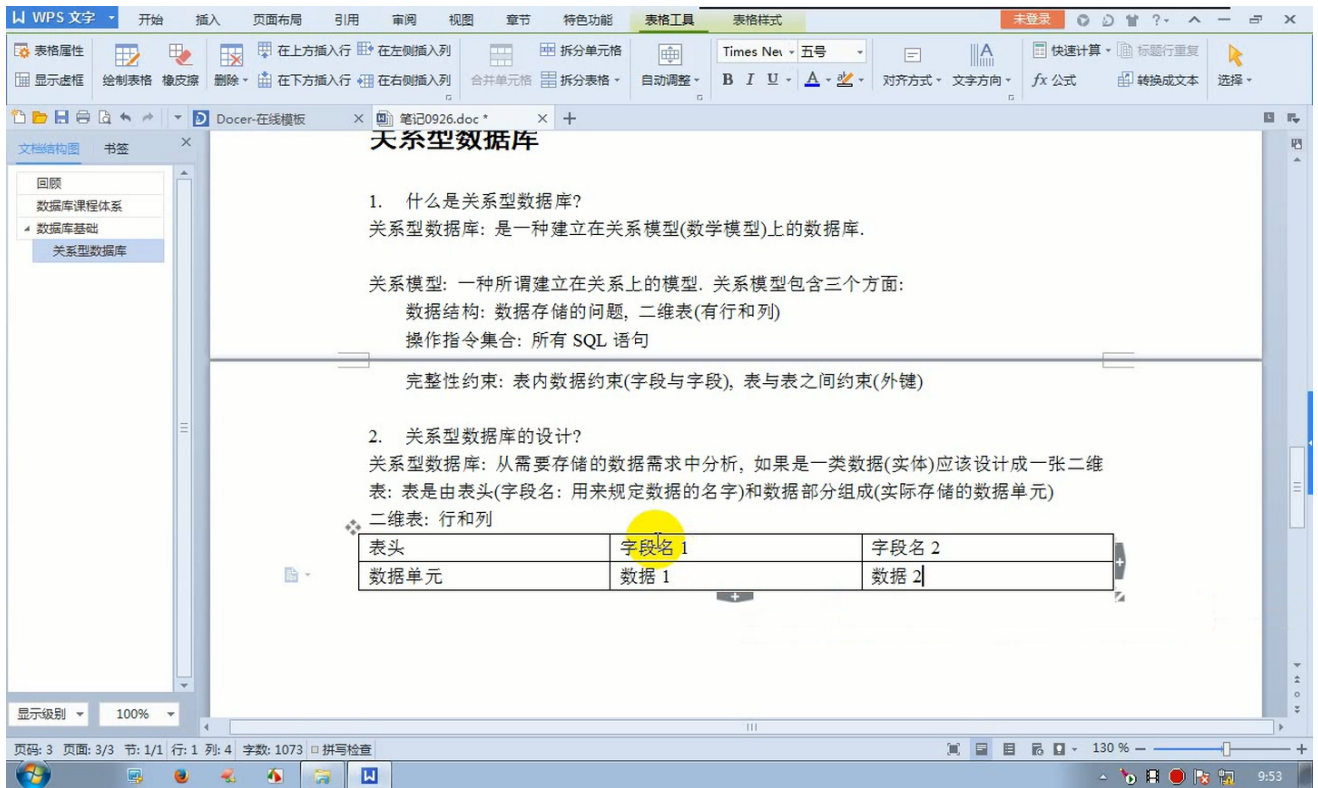 WPS 文字 开始 插入 页面布局 引用 审阅 视图 章节 特色功能 表格工具 表格样式 未登录
表格属性 绘制表格 橡皮擦 删除 在上方插入行 在左侧插入列 合并单元格 拆分单元格 自动调整 Times Nev 五号 对齐方式 文字方向 快速计算 标题行重复 选择
显示虚框 在下方插入行 在右侧插入列 拆分表格 B I U A fx 公式 转换成文本
Docer-在线模板 笔记0926.doc *
文档结构图 书签
回顾
数据库课程体系
数据库基础
关系型数据库
关系型数据库
1. 什么是关系型数据库?
关系型数据库: 是一种建立在关系模型(数学模型)上的数据库.
关系模型: 一种所谓建立在关系上的模型. 关系模型包含三个方面:
数据结构: 数据存储的问题, 二维表(有行和列)
操作指令集合: 所有 SQL 语句
完整性约束: 表内数据约束(字段与字段), 表与表之间约束(外键)
2. 关系型数据库的设计?
关系型数据库: 从需要存储的数据需求中分析, 如果是一类数据(实体)应该设计成一张二维
表: 表是由表头(字段名: 用来规定数据的名字)和数据部分组成(实际存储的数据单元)
二维表: 行和列
表头 字段名 1 字段名 2
数据单元 数据 1 数据 2
显示级别 100%
页码: 3 页面: 3/3 节: 1/1 行: 1 列: 4 字数: 1073 拼写检查 130 %
9:53